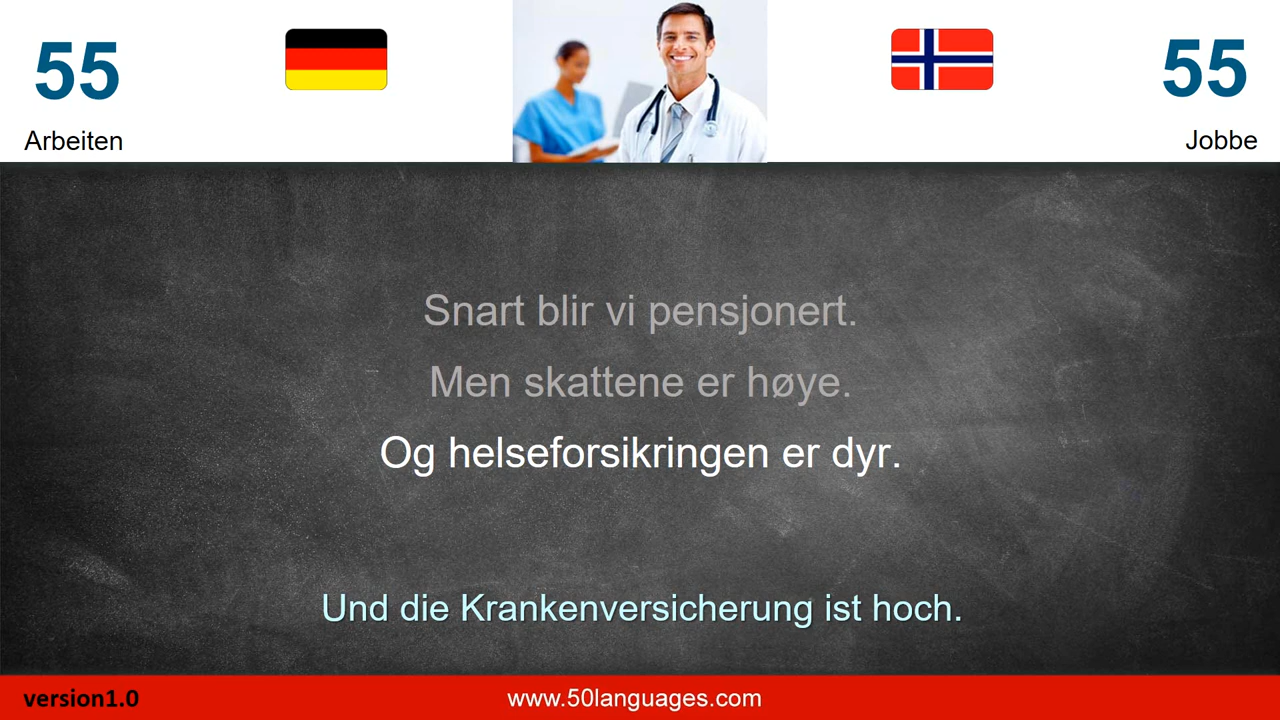 55
55
Arbeiten
Jobbe
Snart blir vi pensjonert.
Men skattene er høye.
Og helseforsikringen er dyr.
Und die Krankenversicherung ist hoch.
version1.0
www.50languages.com